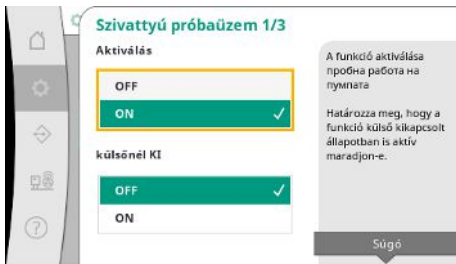 Szivattyú próbaüzem 1/3
Aktiválás
OFF
ON
külsőnél KI
OFF
ON
A funkció aktiválása
пробна работа на
пумпата
Határozza meg, hogy a
funkció külső kikapcsolt
állapotban is aktív
maradjon-e.
Súgó